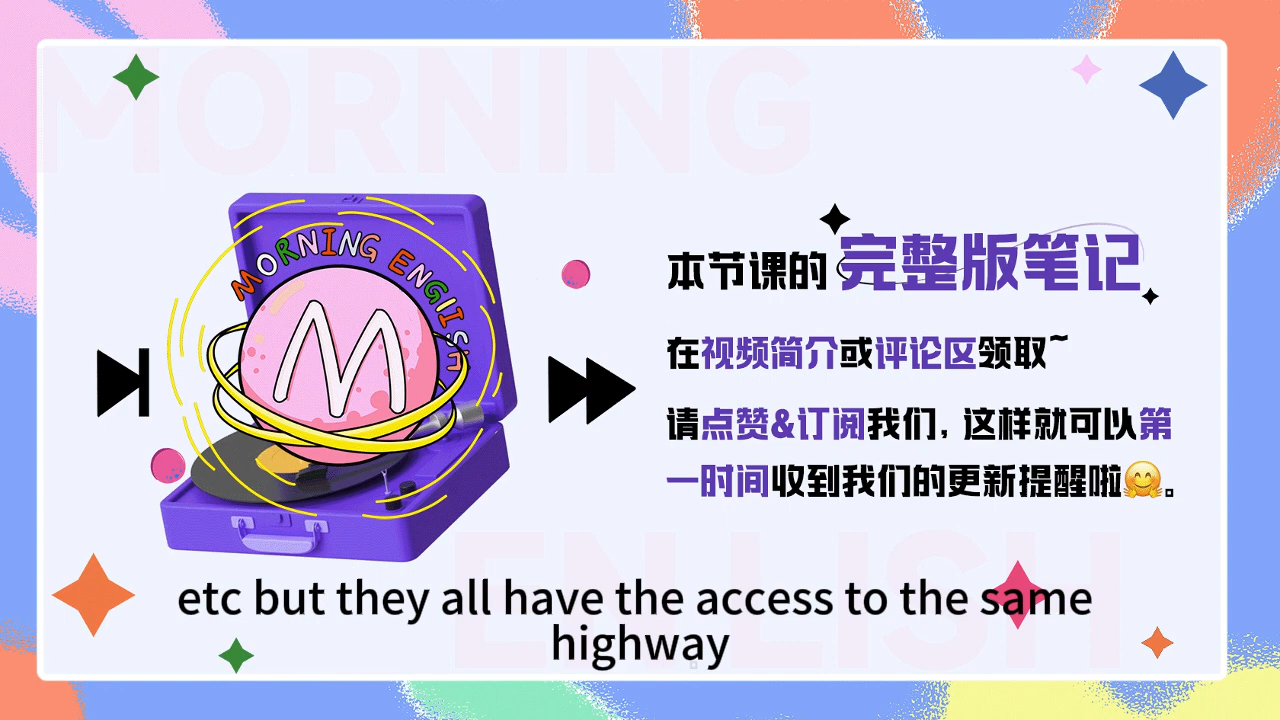 MORNING
MORNING ENGlISH
M
本节课的 完整版笔记
在视频简介或评论区领取~
请点赞&订阅我们, 这样就可以第
一时间收到我们的更新提醒啦🤗。
ENGLISH
etc but they all have the access to the same
highway